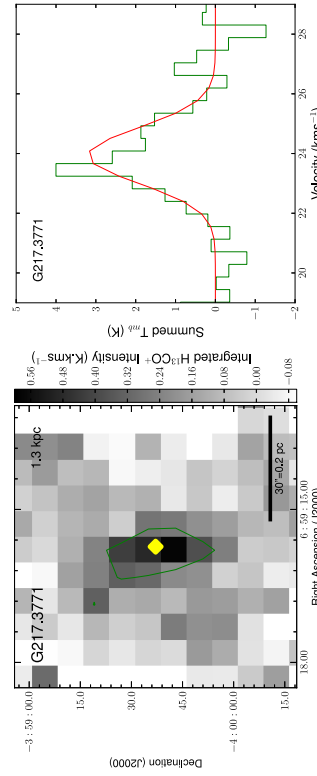 G217.3771
1.3 kpc
30"=0.2 pc
-3 : 59 : 00.0
15.0
30.0
45.0
-4 : 00 : 00.0
15.0
Declination (J2000)
18.00
6 : 59 : 15.00
Right Ascension (J2000)
0.56
0.48
0.40
0.32
0.24
0.16
0.08
0.00
-0.08
Integrated H¹³CO⁺ Intensity (K.kms⁻¹)
G217.3771
5
4
3
2
1
0
-1
-2
Summed T_mb (K)
20
22
24
26
28
Velocity (kms⁻¹)